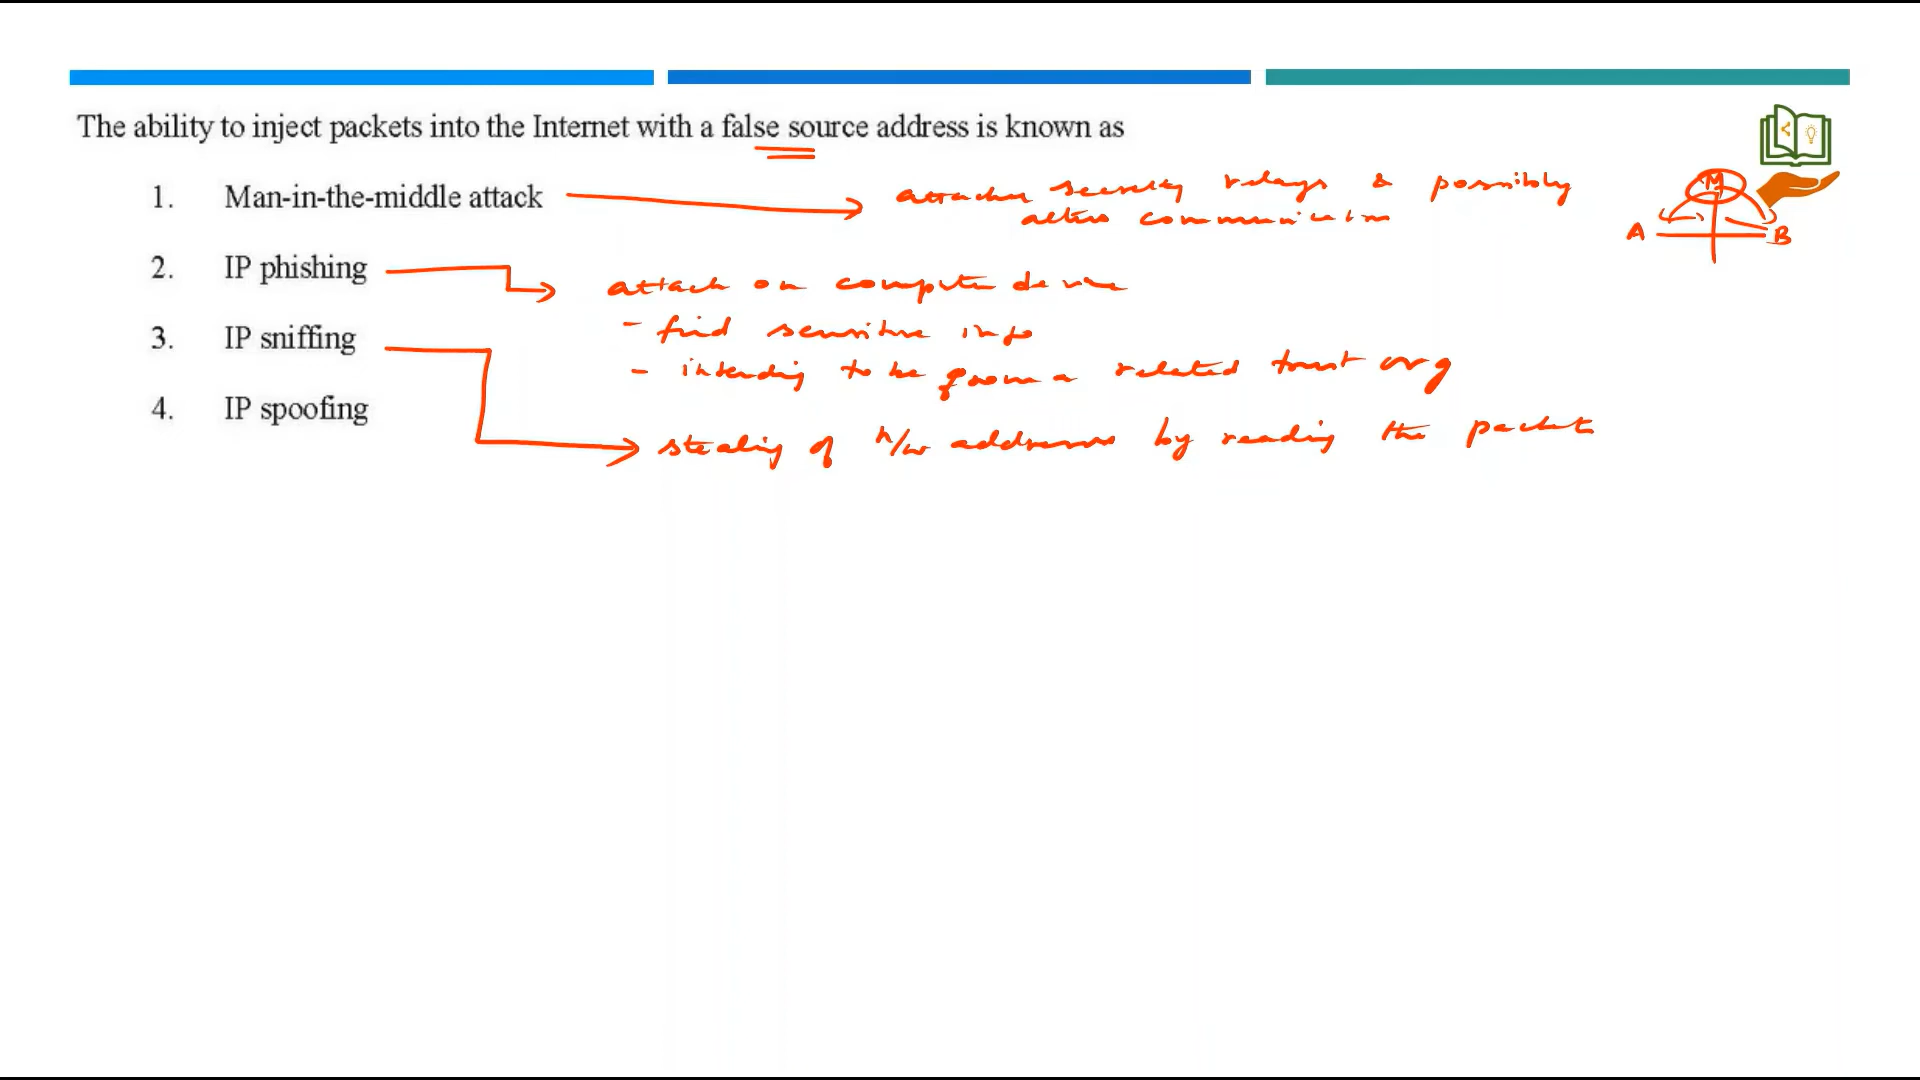 The ability to inject packets into the Internet with a false source address is known as
1. Man-in-the-middle attack
attacker secretly relays & possibly
alters communication
M
A B
2. IP phishing
attack on computer device
- find sensitive info
3. IP sniffing
- intending to be from a related trust org
4. IP spoofing
stealing of h/w addresses by reading the packet